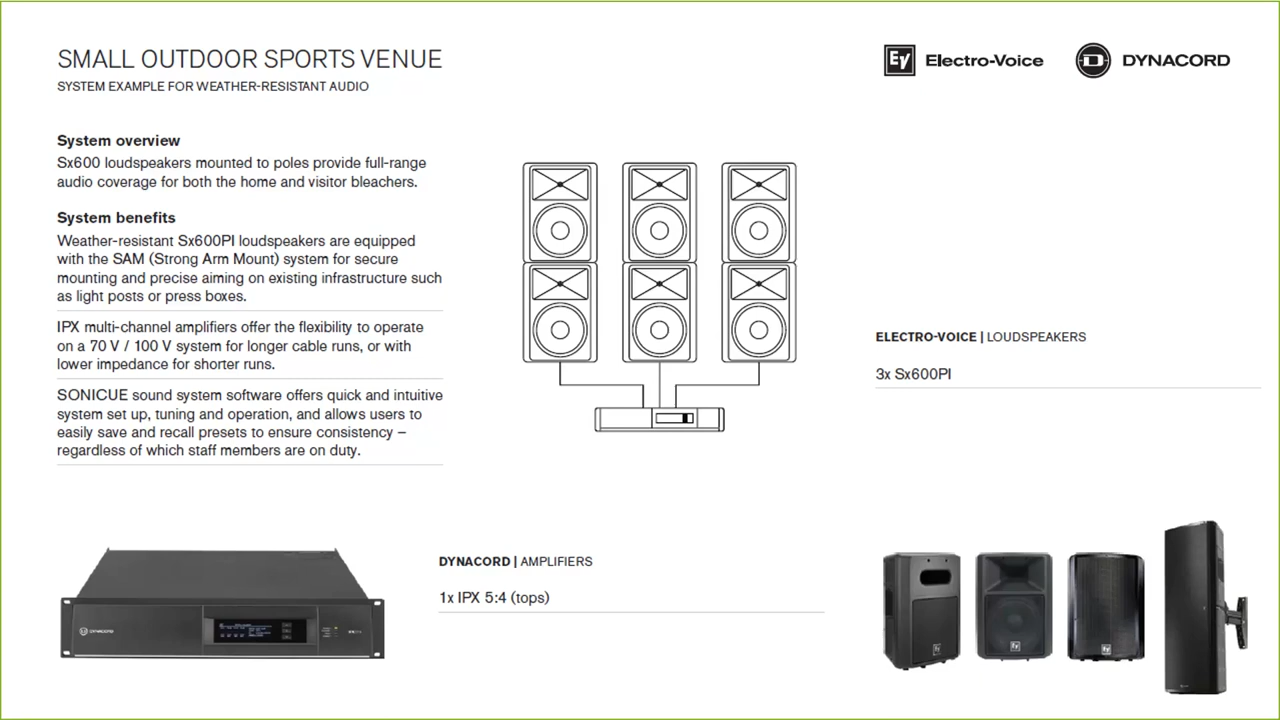 SMALL OUTDOOR SPORTS VENUE
SYSTEM EXAMPLE FOR WEATHER-RESISTANT AUDIO
EV Electro-Voice
DYNACORD
System overview
Sx600 loudspeakers mounted to poles provide full-range
audio coverage for both the home and visitor bleachers.
System benefits
Weather-resistant Sx600PI loudspeakers are equipped
with the SAM (Strong Arm Mount) system for secure
mounting and precise aiming on existing infrastructure such
as light posts or press boxes.
IPX multi-channel amplifiers offer the flexibility to operate
on a 70 V / 100 V system for longer cable runs, or with
lower impedance for shorter runs.
SONICUE sound system software offers quick and intuitive
system set up, tuning and operation, and allows users to
easily save and recall presets to ensure consistency –
regardless of which staff members are on duty.
ELECTRO-VOICE | LOUDSPEAKERS
3x Sx600PI
DYNACORD | AMPLIFIERS
1x IPX 5:4 (tops)
DYNACORD
EV
EV
EV